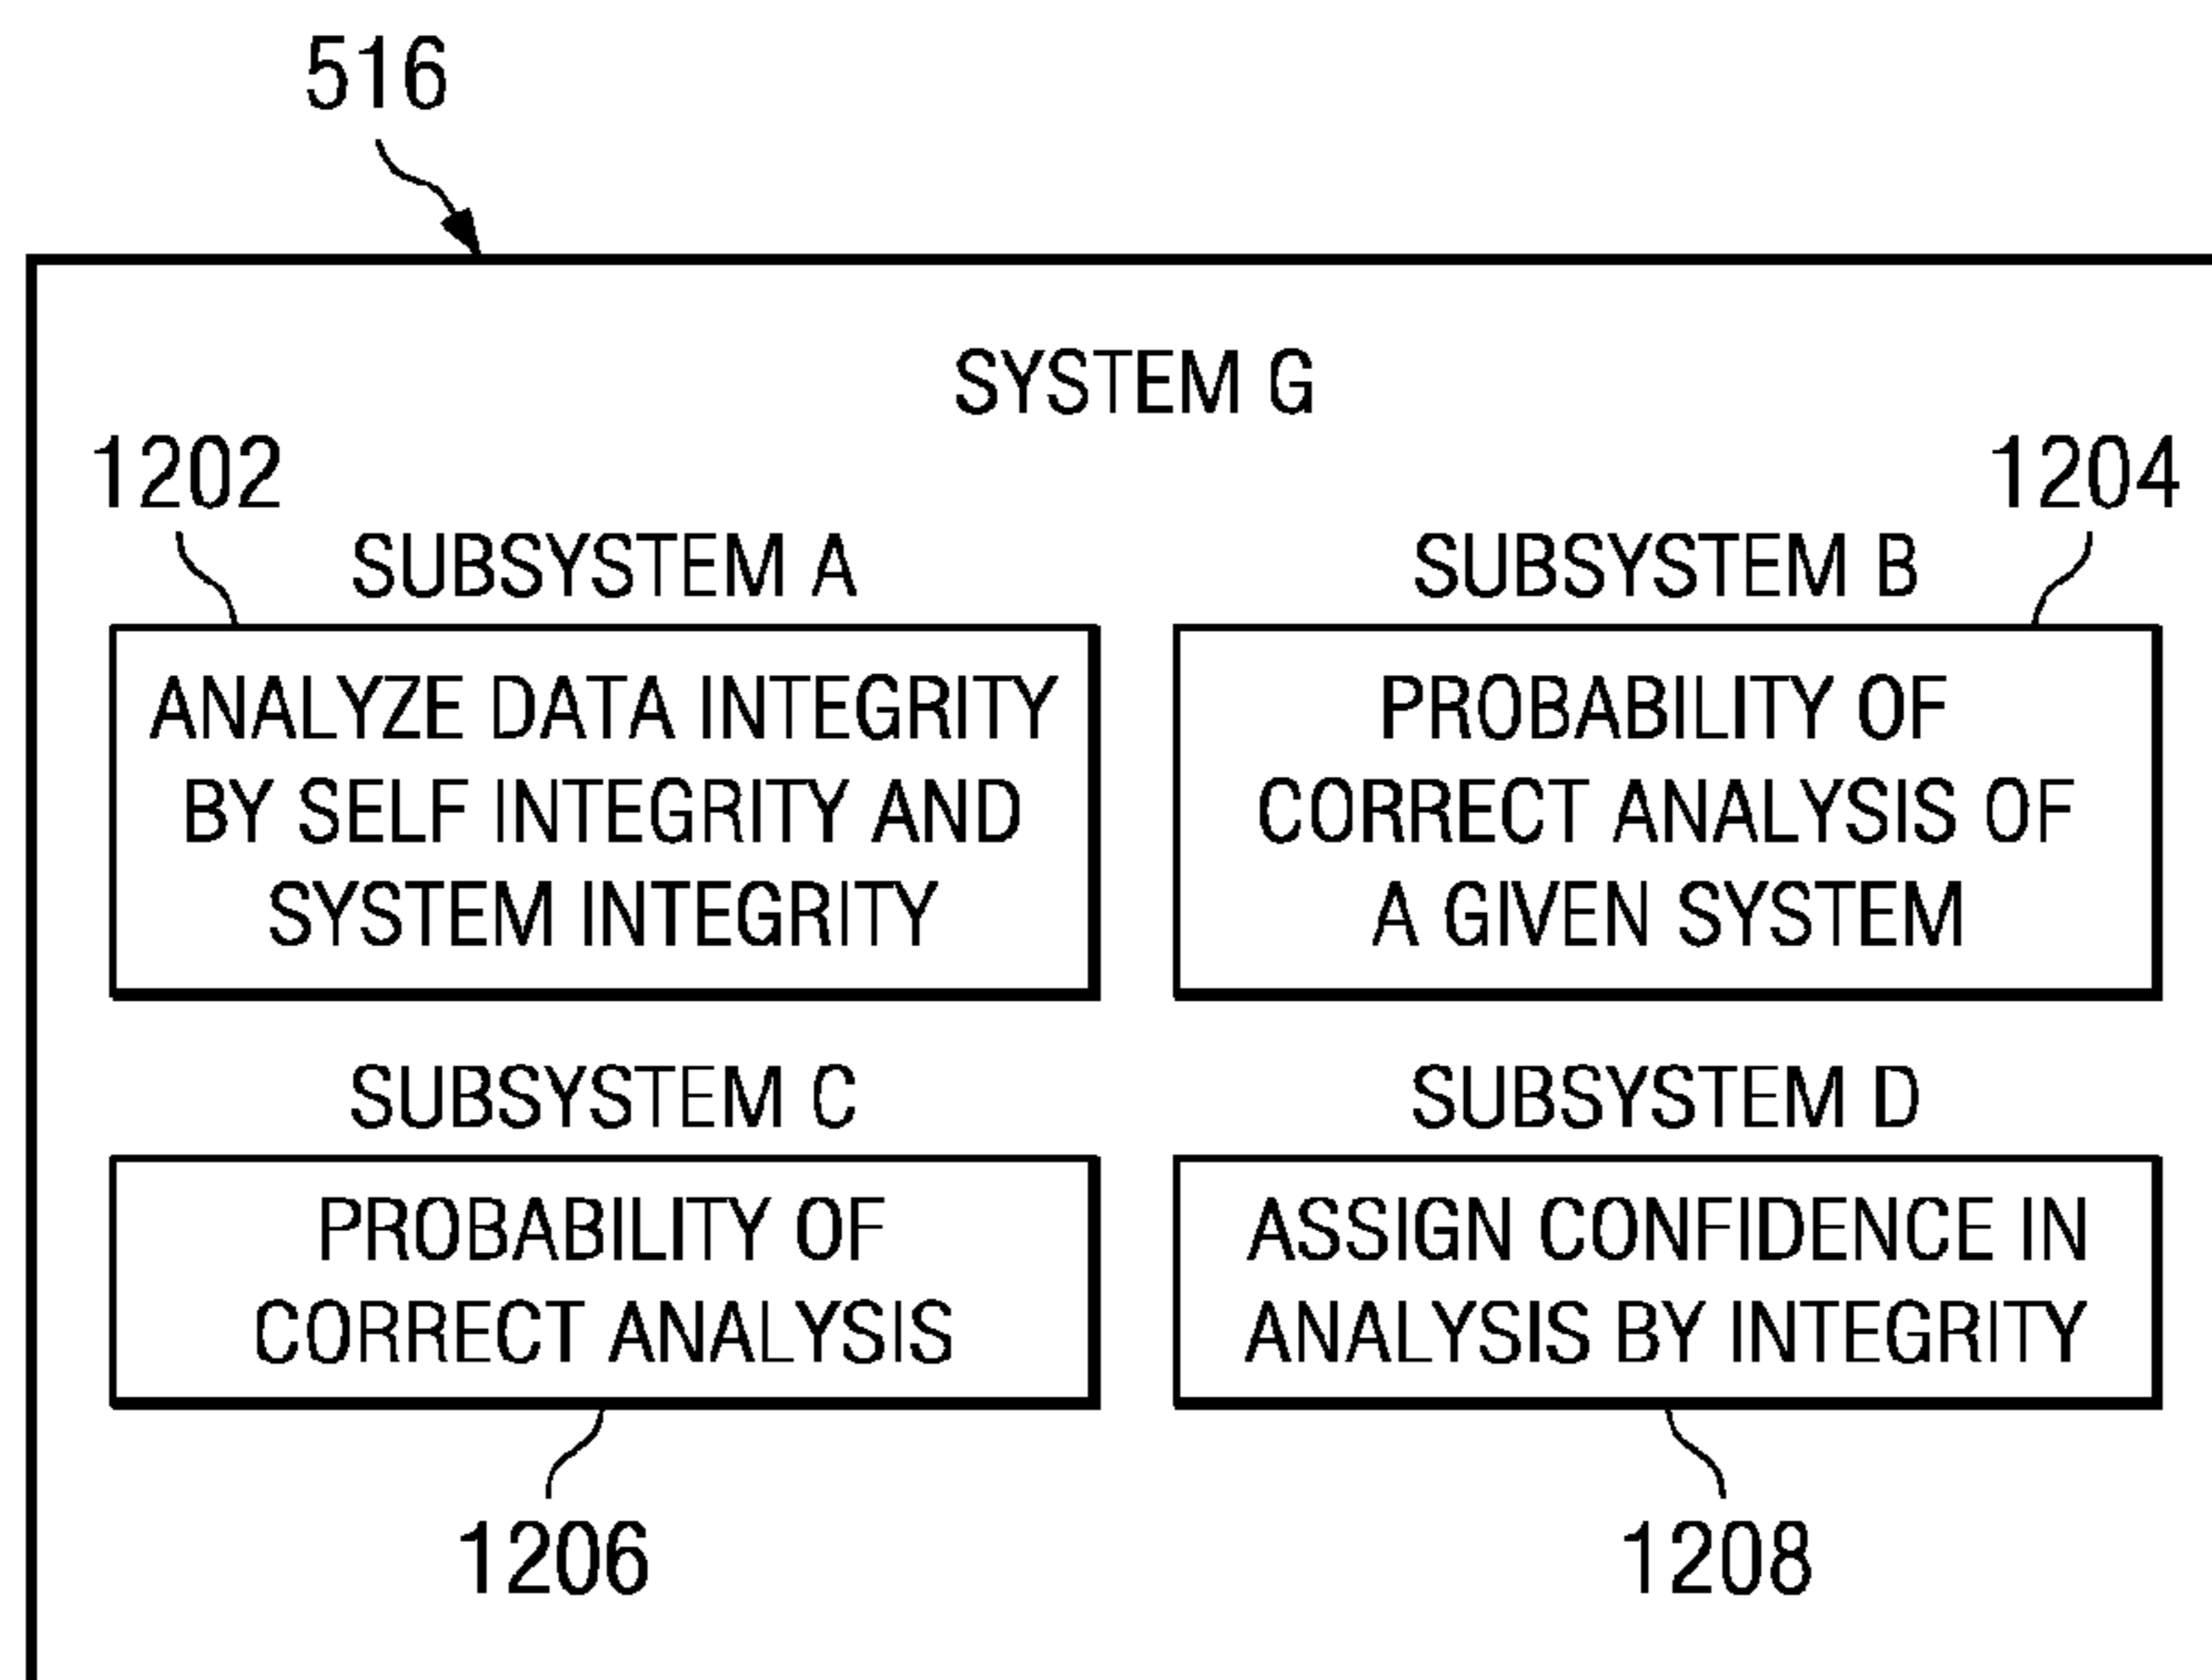 516
SYSTEM G
1202
1204
SUBSYSTEM A
SUBSYSTEM B
ANALYZE DATA INTEGRITY
BY SELF INTEGRITY AND
SYSTEM INTEGRITY
PROBABILITY OF
CORRECT ANALYSIS OF
A GIVEN SYSTEM
SUBSYSTEM C
SUBSYSTEM D
PROBABILITY OF
CORRECT ANALYSIS
ASSIGN CONFIDENCE IN
ANALYSIS BY INTEGRITY
1206
1208